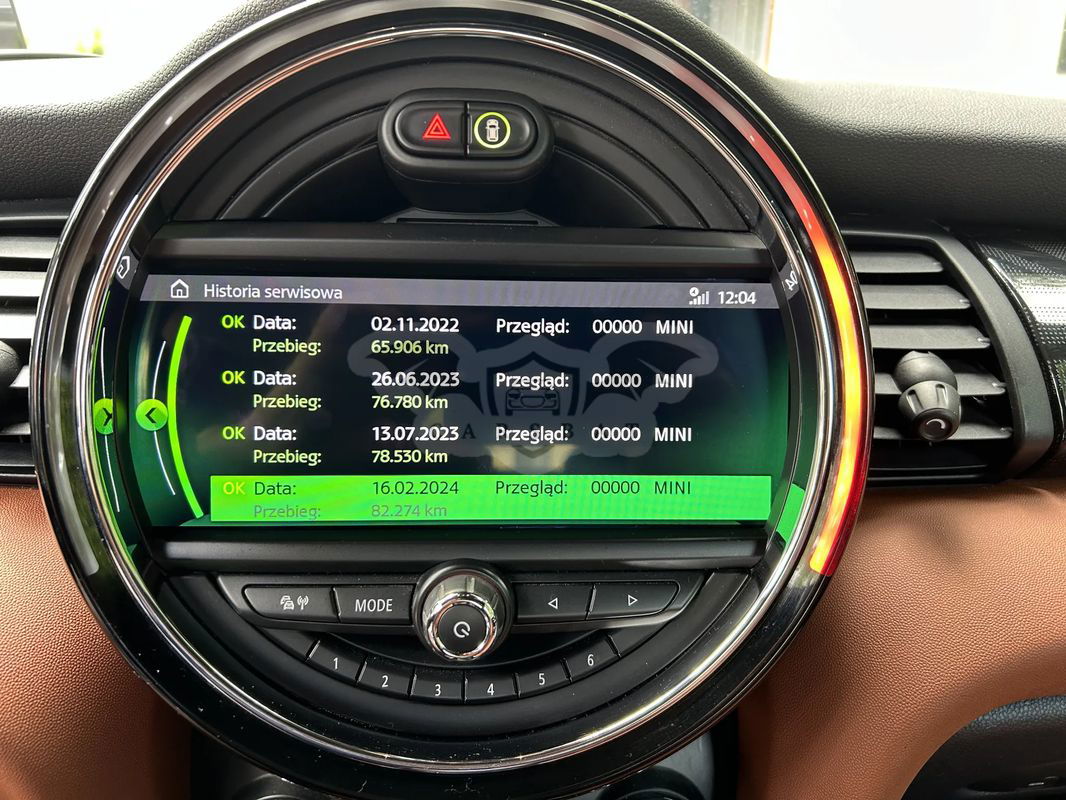 Historia serwisowa 12:04
OK Data: 02.11.2022 Przegląd: 00000 MINI
Przebieg: 65.906 km
OK Data: 26.06.2023 Przegląd: 00000 MINI
Przebieg: 76.780 km
OK Data: 13.07.2023 Przegląd: 00000 MINI
Przebieg: 78.530 km
OK Data: 16.02.2024 Przegląd: 00000 MINI
Przebieg: 82.274 km
MODE
1 2 3 4 5 6